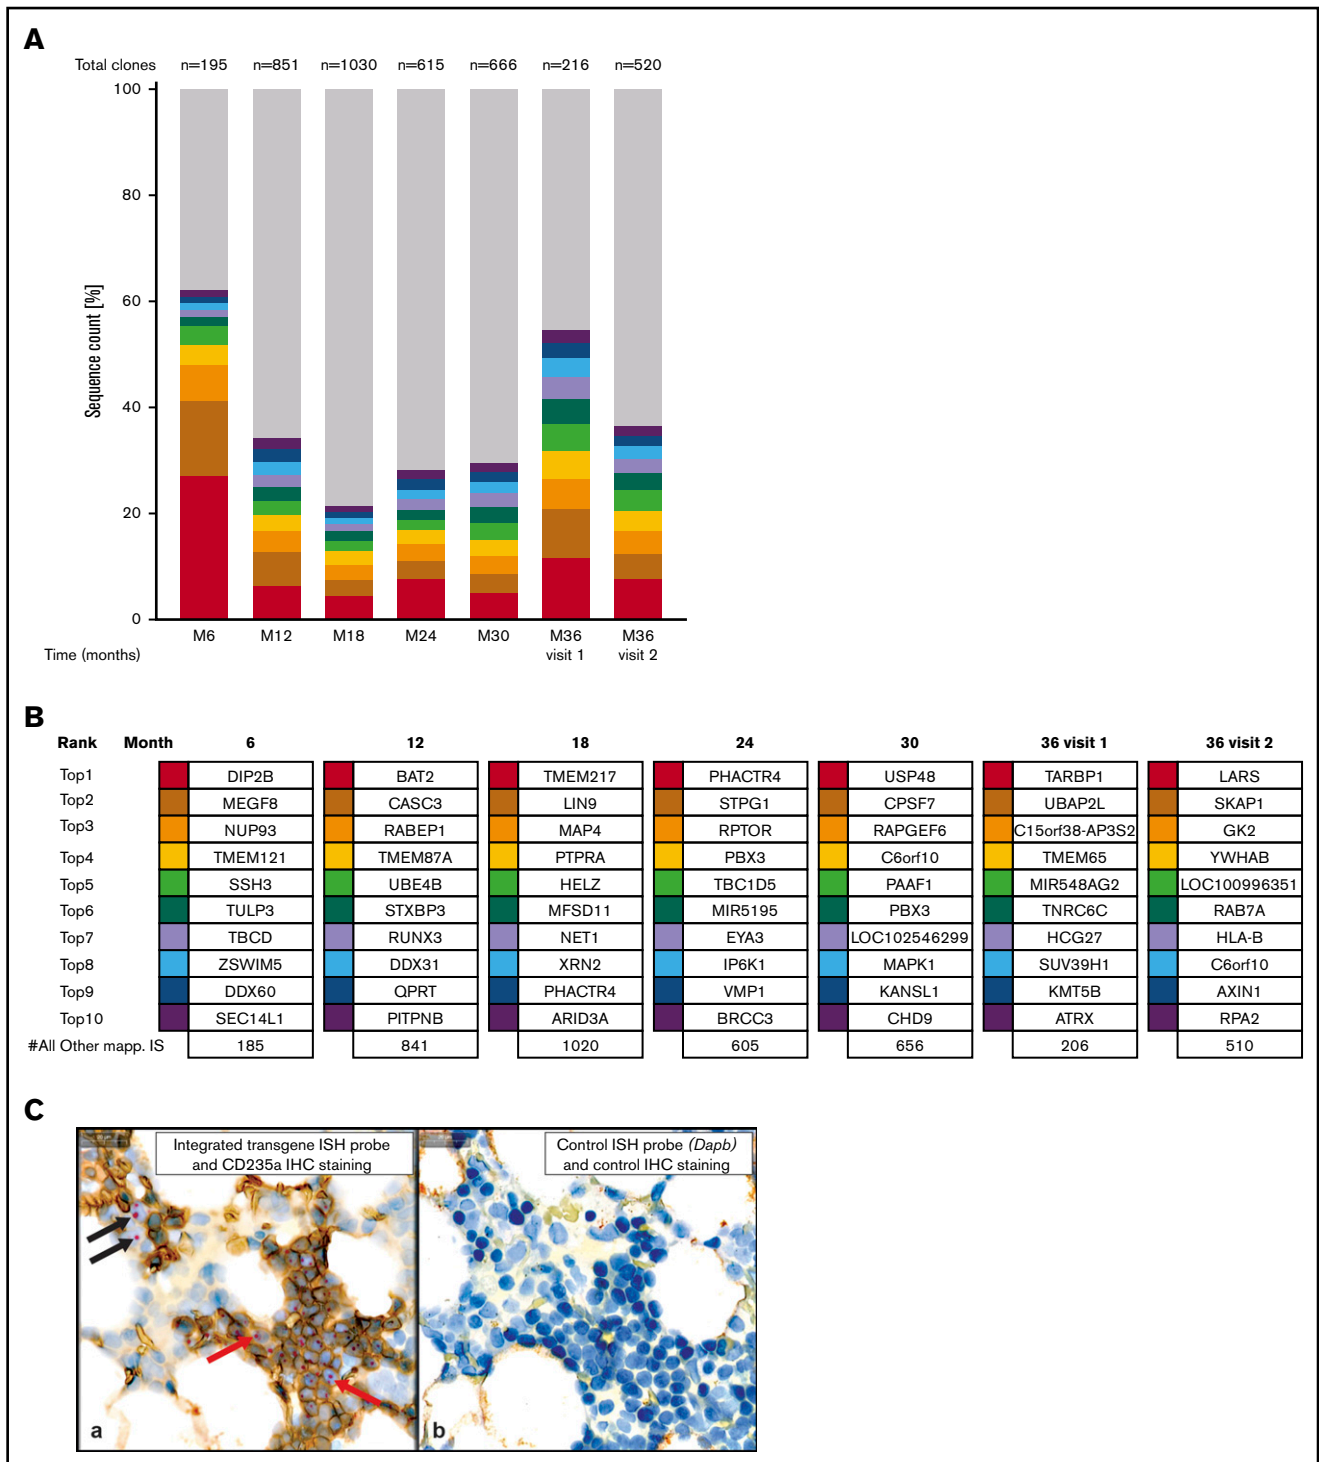 A
Total clones n=195 n=851 n=1030 n=615 n=666 n=216 n=520
100
80
60
40
20
0
Sequence count [%]
M6 M12 M18 M24 M30 M36 visit 1 M36 visit 2
Time (months)
B
Rank Month 6 12 18 24 30 36 visit 1 36 visit 2
Top1 DIP2B BAT2 TMEM217 PHACTR4 USP48 TARBP1 LARS
Top2 MEGF8 CASC3 LIN9 STPG1 CPSF7 UBAP2L SKAP1
Top3 NUP93 RABEP1 MAP4 RPTOR RAPGEF6 C15orf38-AP3S2 GK2
Top4 TMEM121 TMEM87A PTPRA PBX3 C6orf10 TMEM65 YWHAB
Top5 SSH3 UBE4B HELZ TBC1D5 PAAF1 MIR548AG2 LOC100996351
Top6 TULP3 STXBP3 MFSD11 MIR5195 PBX3 TNRC6C RAB7A
Top7 TBCD RUNX3 NET1 EYA3 LOC102546299 HCG27 HLA-B
Top8 ZSWIM5 DDX31 XRN2 IP6K1 MAPK1 SUV39H1 C6orf10
Top9 DDX60 QPRT PHACTR4 VMP1 KANSL1 KMT5B AXIN1
Top10 SEC14L1 PITPNB ARID3A BRCC3 CHD9 ATRX RPA2
#All Other mapp. IS 185 841 1020 605 656 206 510
C
Integrated transgene ISH probe
and CD235a IHC staining
Control ISH probe (Dapb)
and control IHC staining
a
b